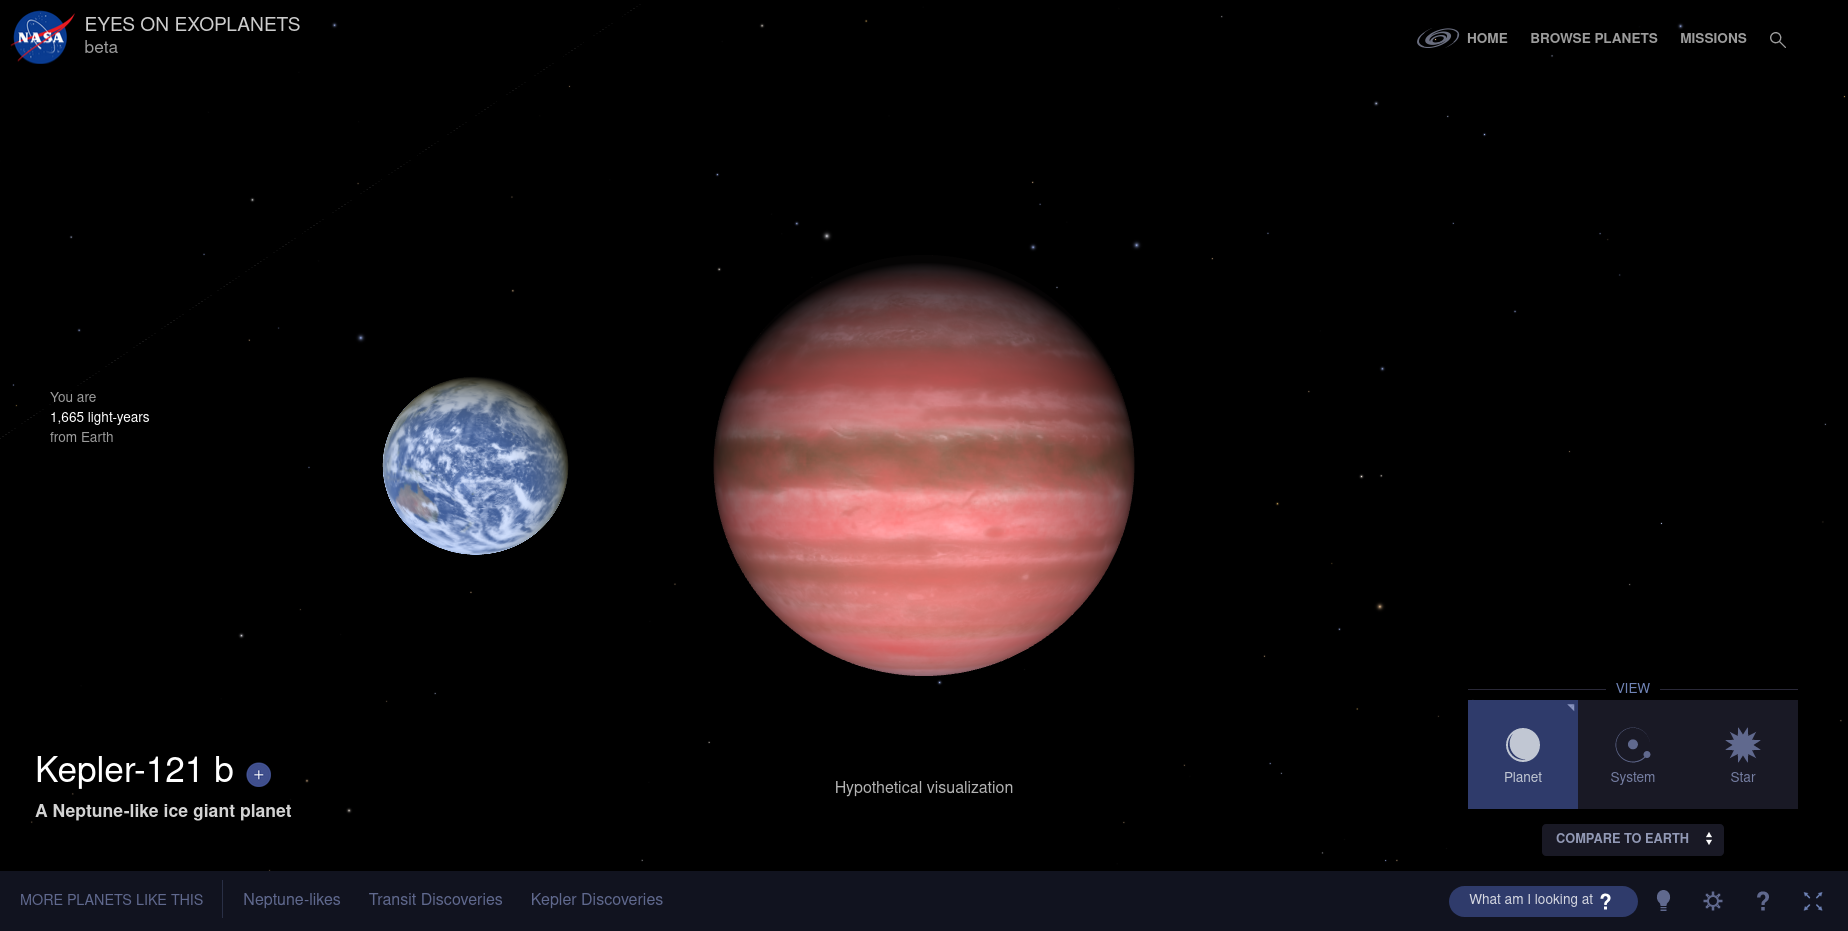 NASA
EYES ON EXOPLANETS
beta
HOME
BROWSE PLANETS
MISSIONS
You are
1,665 light-years
from Earth
Kepler-121 b +
A Neptune-like ice giant planet
Hypothetical visualization
VIEW
Planet
System
Star
COMPARE TO EARTH
MORE PLANETS LIKE THIS
Neptune-likes
Transit Discoveries
Kepler Discoveries
What am I looking at ?
?